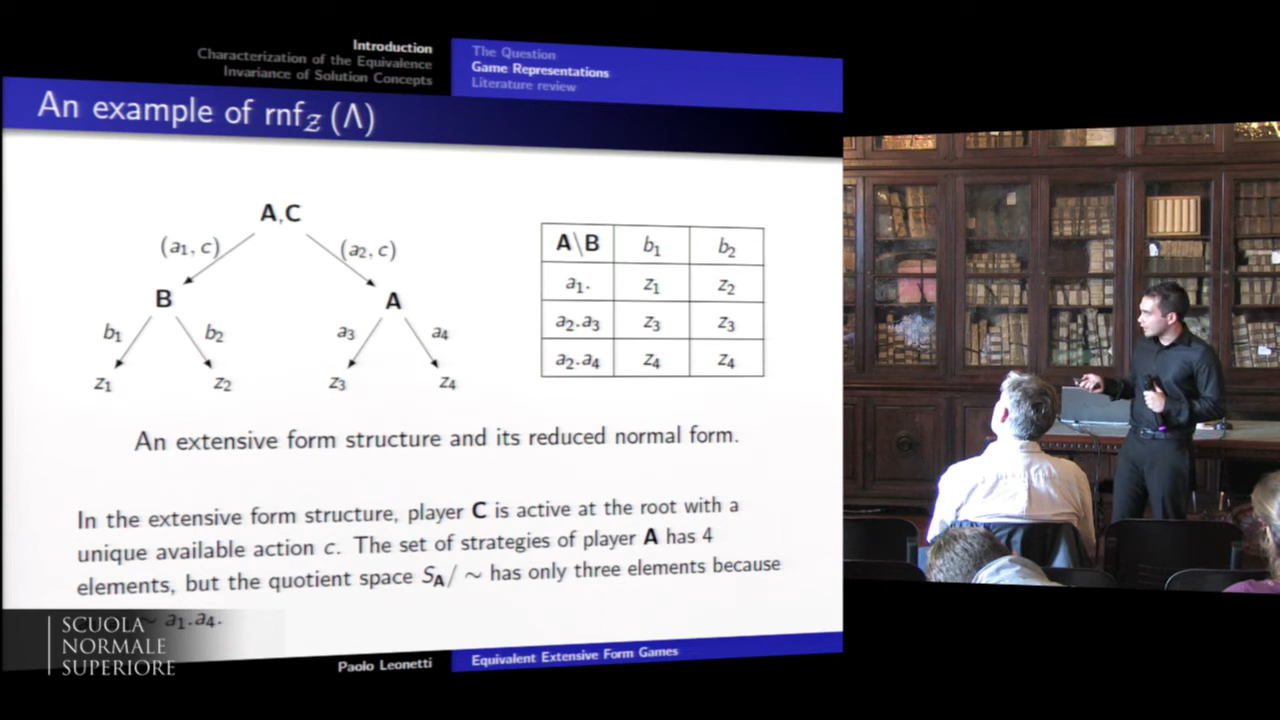 Introduction
Characterization of the Equivalence
Invariance of Solution Concepts
The Question
Game Representations
Literature review
An example of rnf_Z (Λ)
A,C
(a₁, c)
(a₂, c)
B
A
b₁
b₂
a₃
a₄
z₁
z₂
z₃
z₄
A\B b₁ b₂
a₁. z₁ z₂
a₂.a₃ z₃ z₃
a₂.a₄ z₄ z₄
An extensive form structure and its reduced normal form.
In the extensive form structure, player C is active at the root with a
unique available action c. The set of strategies of player A has 4
elements, but the quotient space S_A/ ∼ has only three elements because
∼ a₁.a₄.
SCUOLA
NORMALE
SUPERIORE
Paolo Leonetti
Equivalent Extensive Form Games